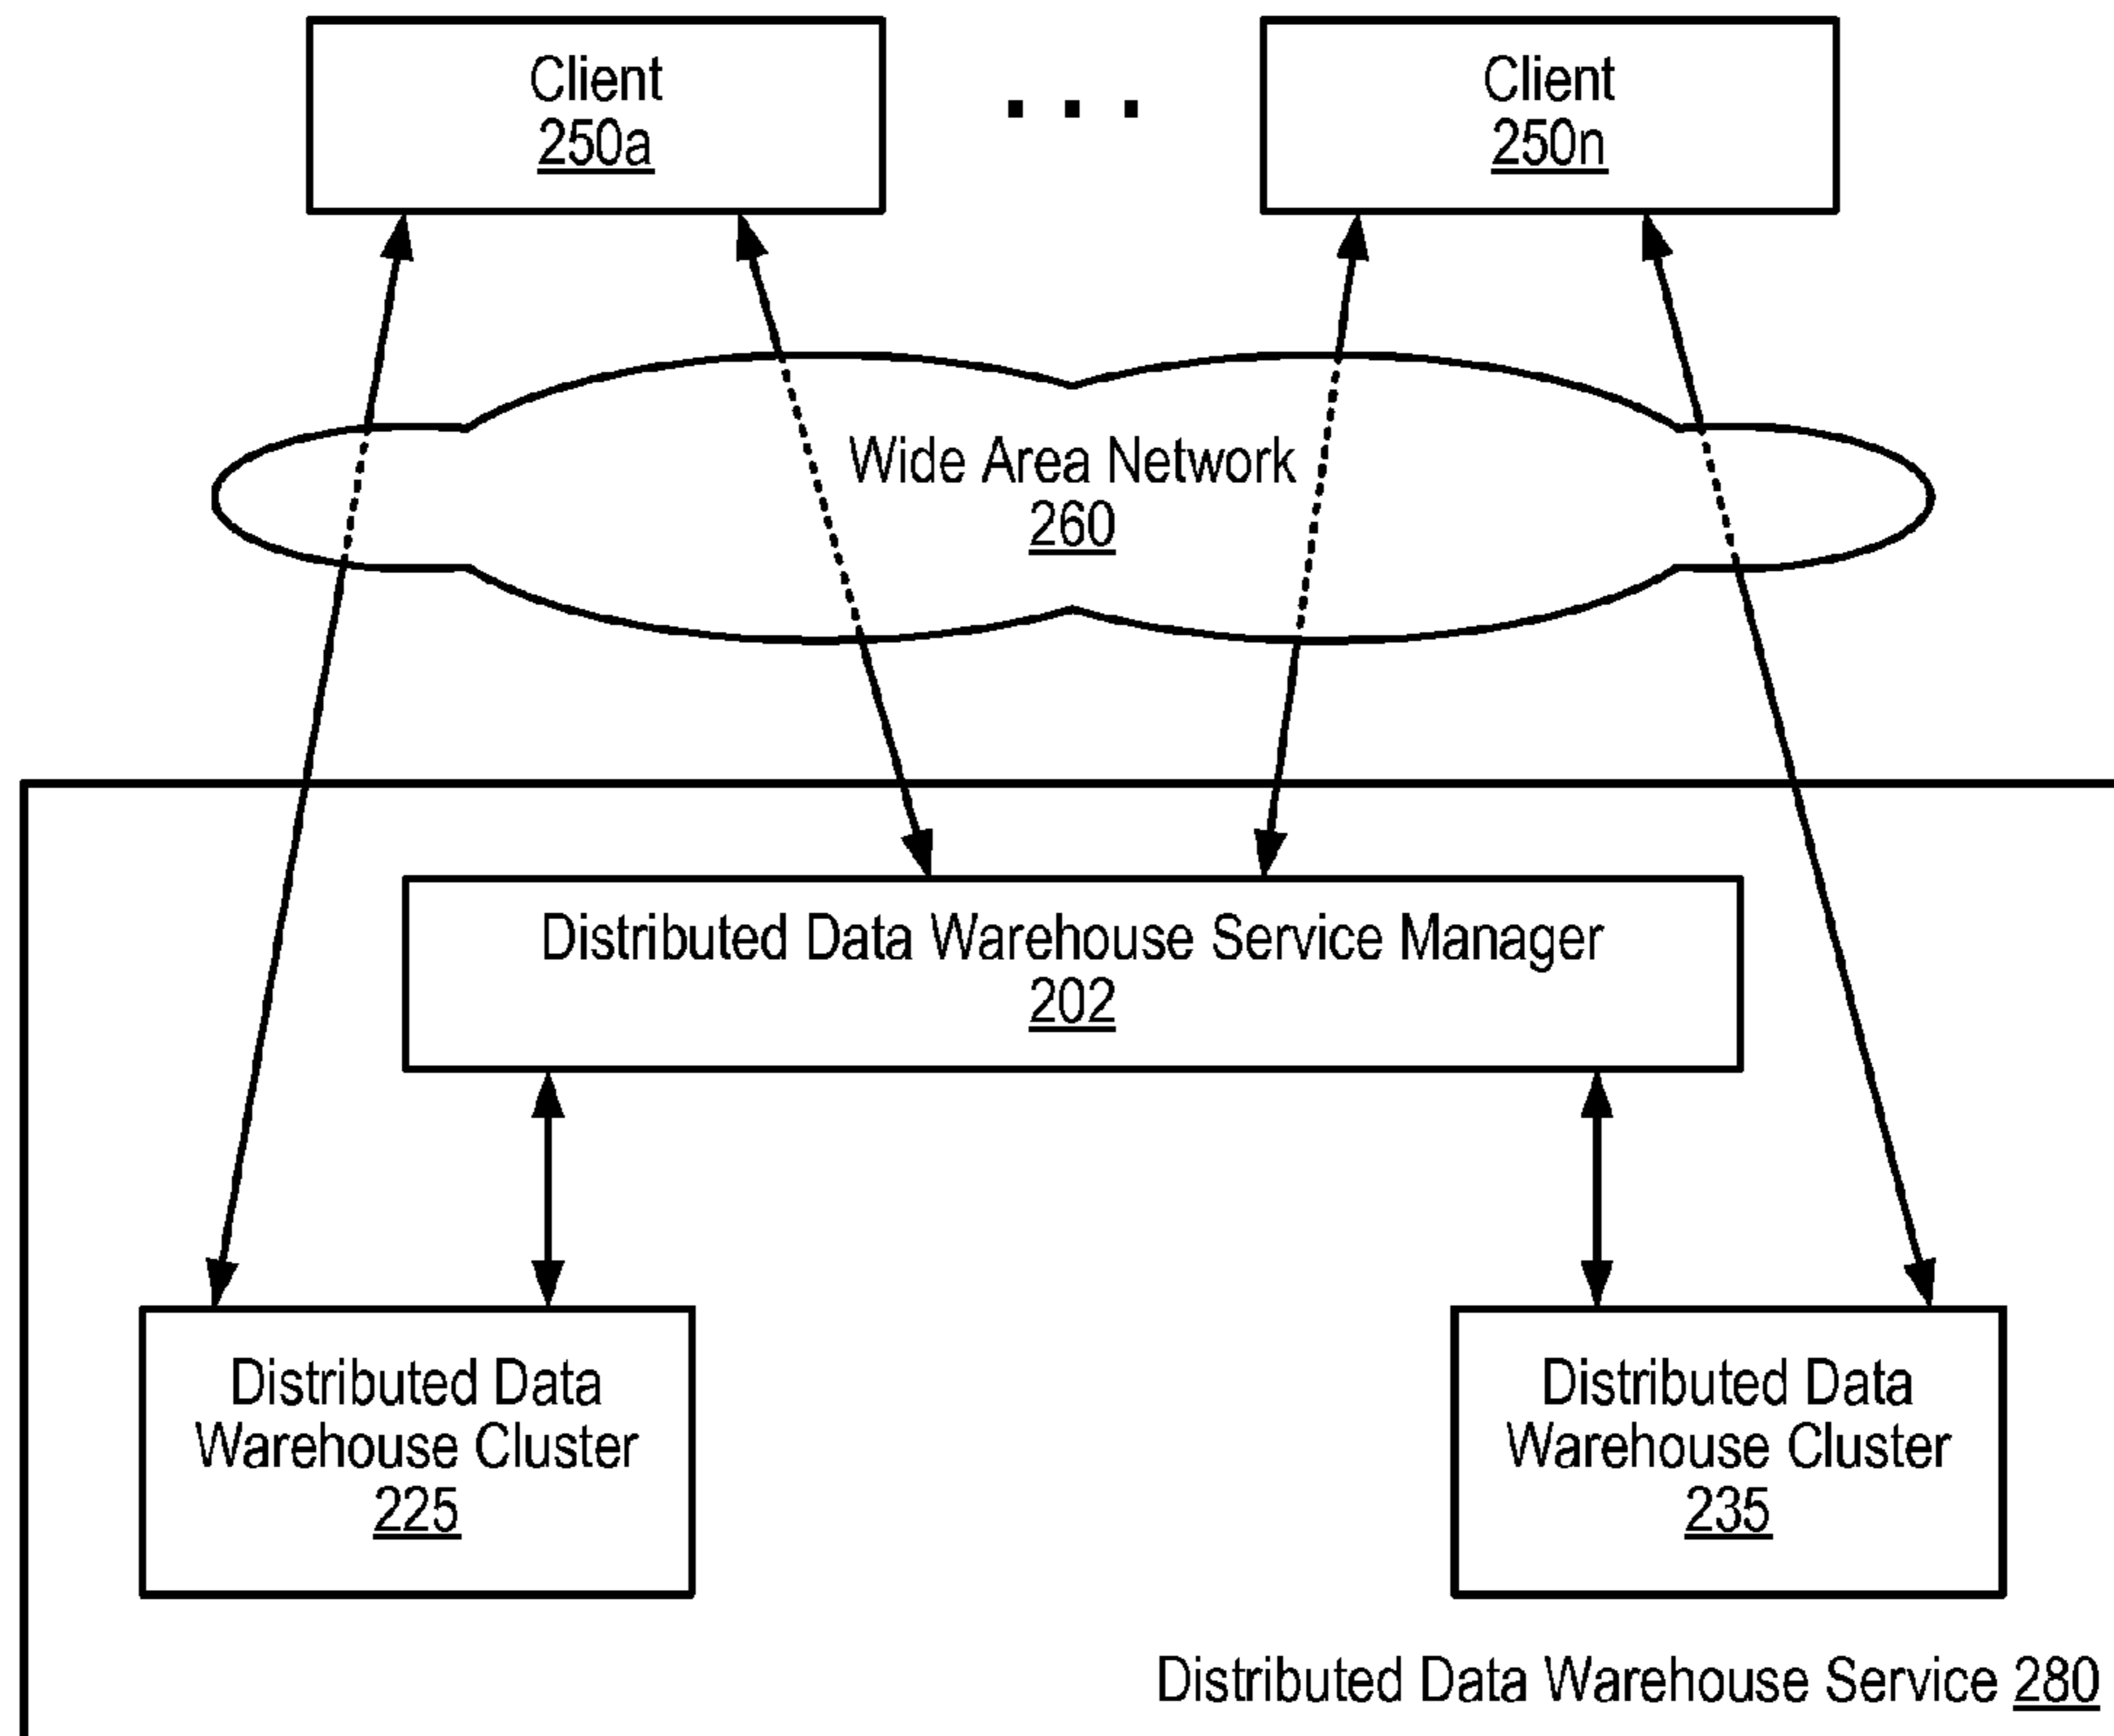 Client
250a
. . .
Client
250n
Wide Area Network
260
Distributed Data Warehouse Service Manager
202
Distributed Data
Warehouse Cluster
225
Distributed Data
Warehouse Cluster
235
Distributed Data Warehouse Service 280